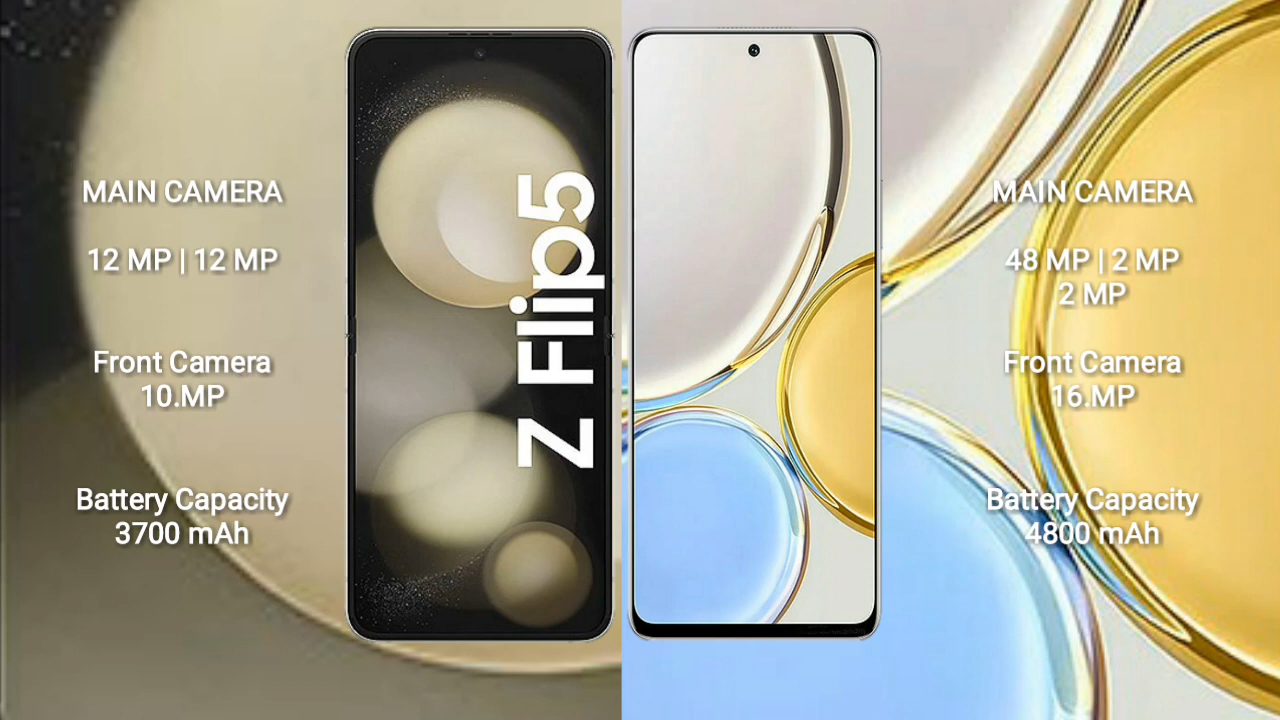 MAIN CAMERA
12 MP | 12 MP
Front Camera
10.MP
Battery Capacity
3700 mAh
Z Flip5
MAIN CAMERA
48 MP | 2 MP
2 MP
Front Camera
16.MP
Battery Capacity
4800 mAh